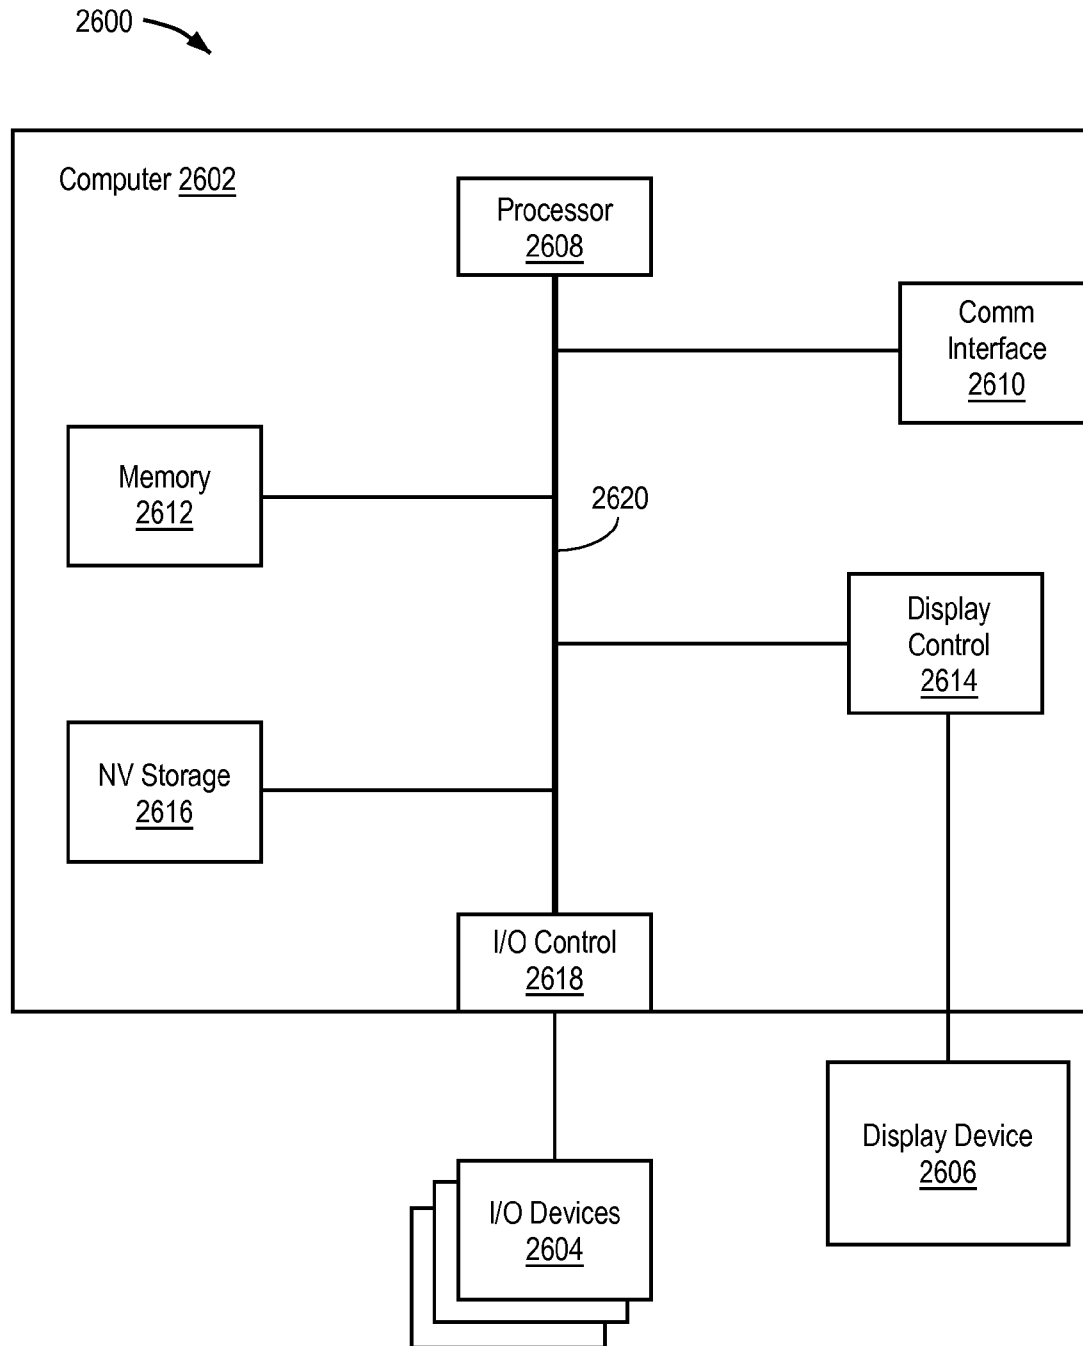 2600
Computer 2602
Processor
2608
Comm
Interface
2610
Memory
2612
2620
Display
Control
2614
NV Storage
2616
I/O Control
2618
Display Device
2606
I/O Devices
2604